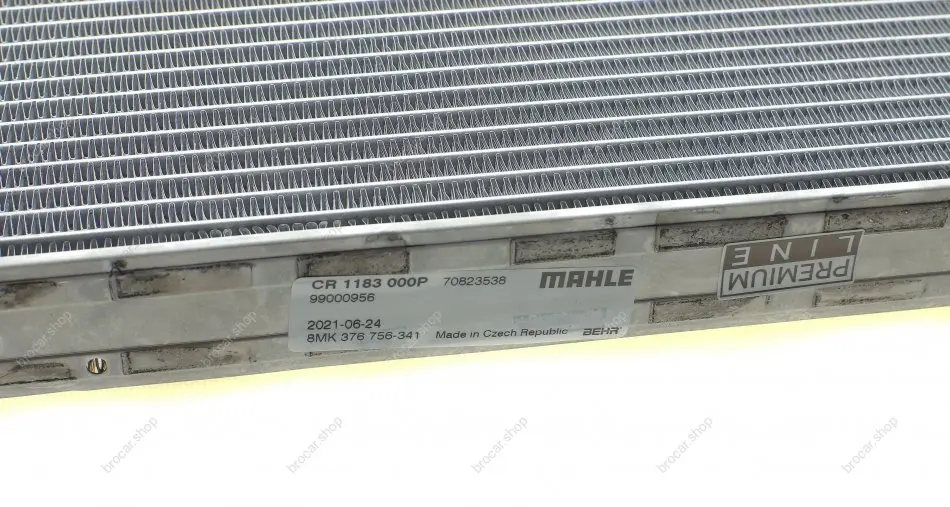 CR 1183 000P 70823538 MAHLE
99000956
2021-06-24
8MK 376 756-341 Made in Czech Republic BEHR
PREMIUM
LINE
brocar.shop
brocar.shop
brocar.shop
brocar.shop
brocar.shop